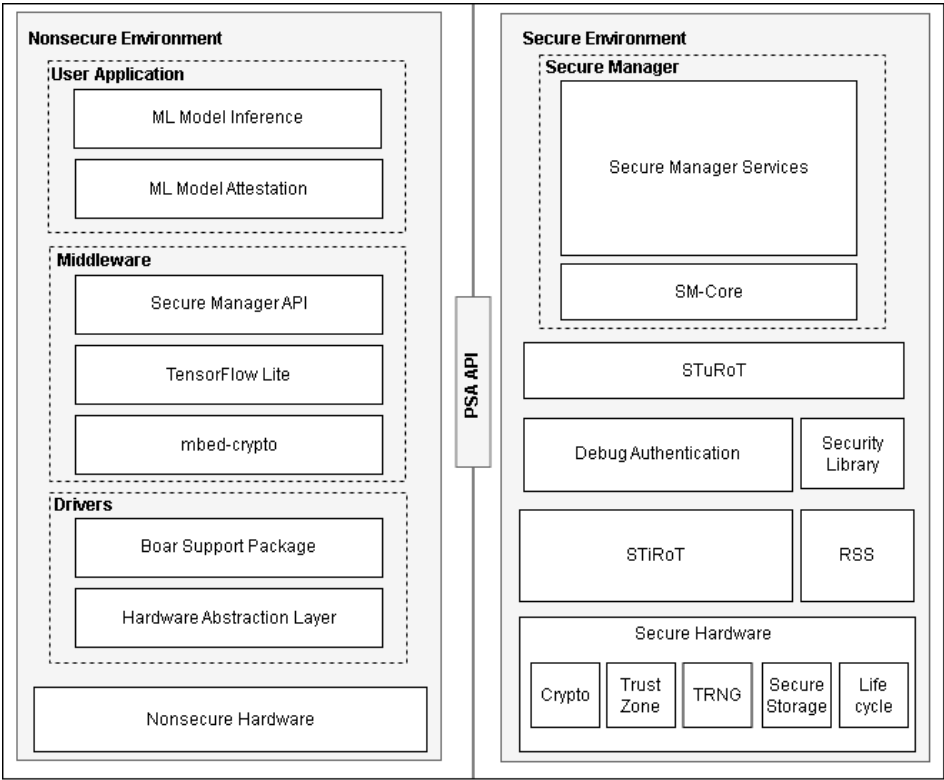 Nonsecure Environment
User Application
ML Model Inference
ML Model Attestation
Middleware
Secure Manager API
TensorFlow Lite
mbed-crypto
Drivers
Boar Support Package
Hardware Abstraction Layer
Nonsecure Hardware
PSA API
Secure Environment
Secure Manager
Secure Manager Services
SM-Core
STuRoT
Debug Authentication
Security
Library
STiRoT
RSS
Secure Hardware
Crypto
Trust
Zone
TRNG
Secure
Storage
Life
cycle